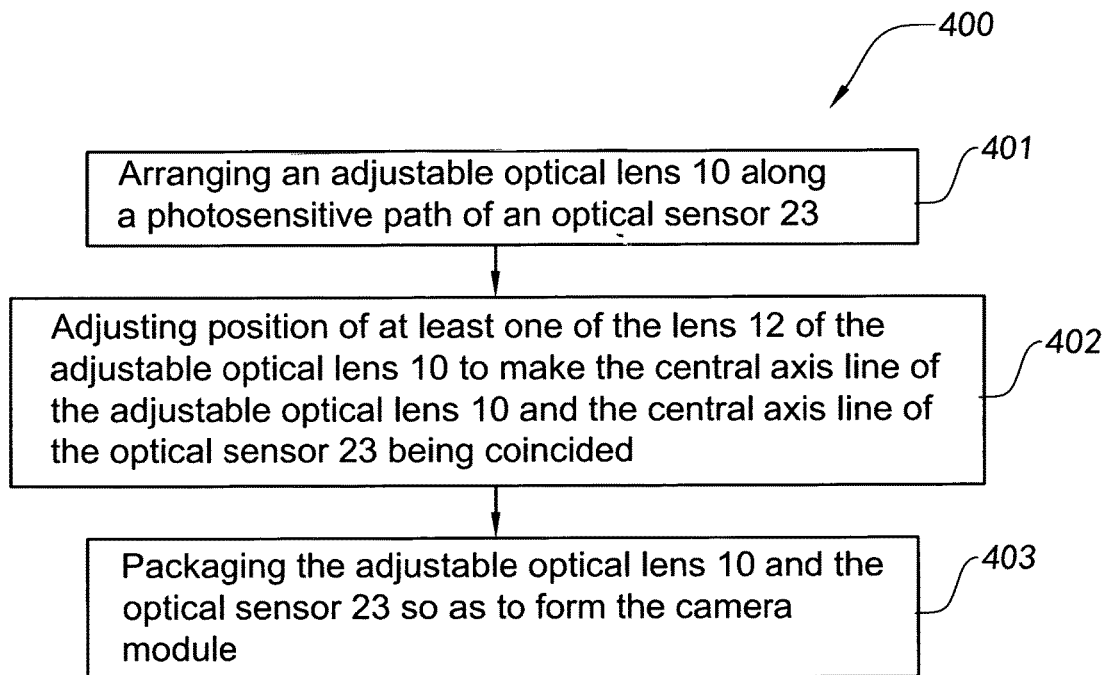 400
Arranging an adjustable optical lens 10 along
a photosensitive path of an optical sensor 23
401
Adjusting position of at least one of the lens 12 of the
adjustable optical lens 10 to make the central axis line of
the adjustable optical lens 10 and the central axis line of
the optical sensor 23 being coincided
402
Packaging the adjustable optical lens 10 and the
optical sensor 23 so as to form the camera
module
403